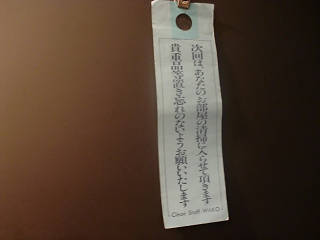 次回は、あなたのお部屋の清掃に入らせて頂きます
貴重品等置き忘れのないようお願いいたします
Clean Staff WAKO